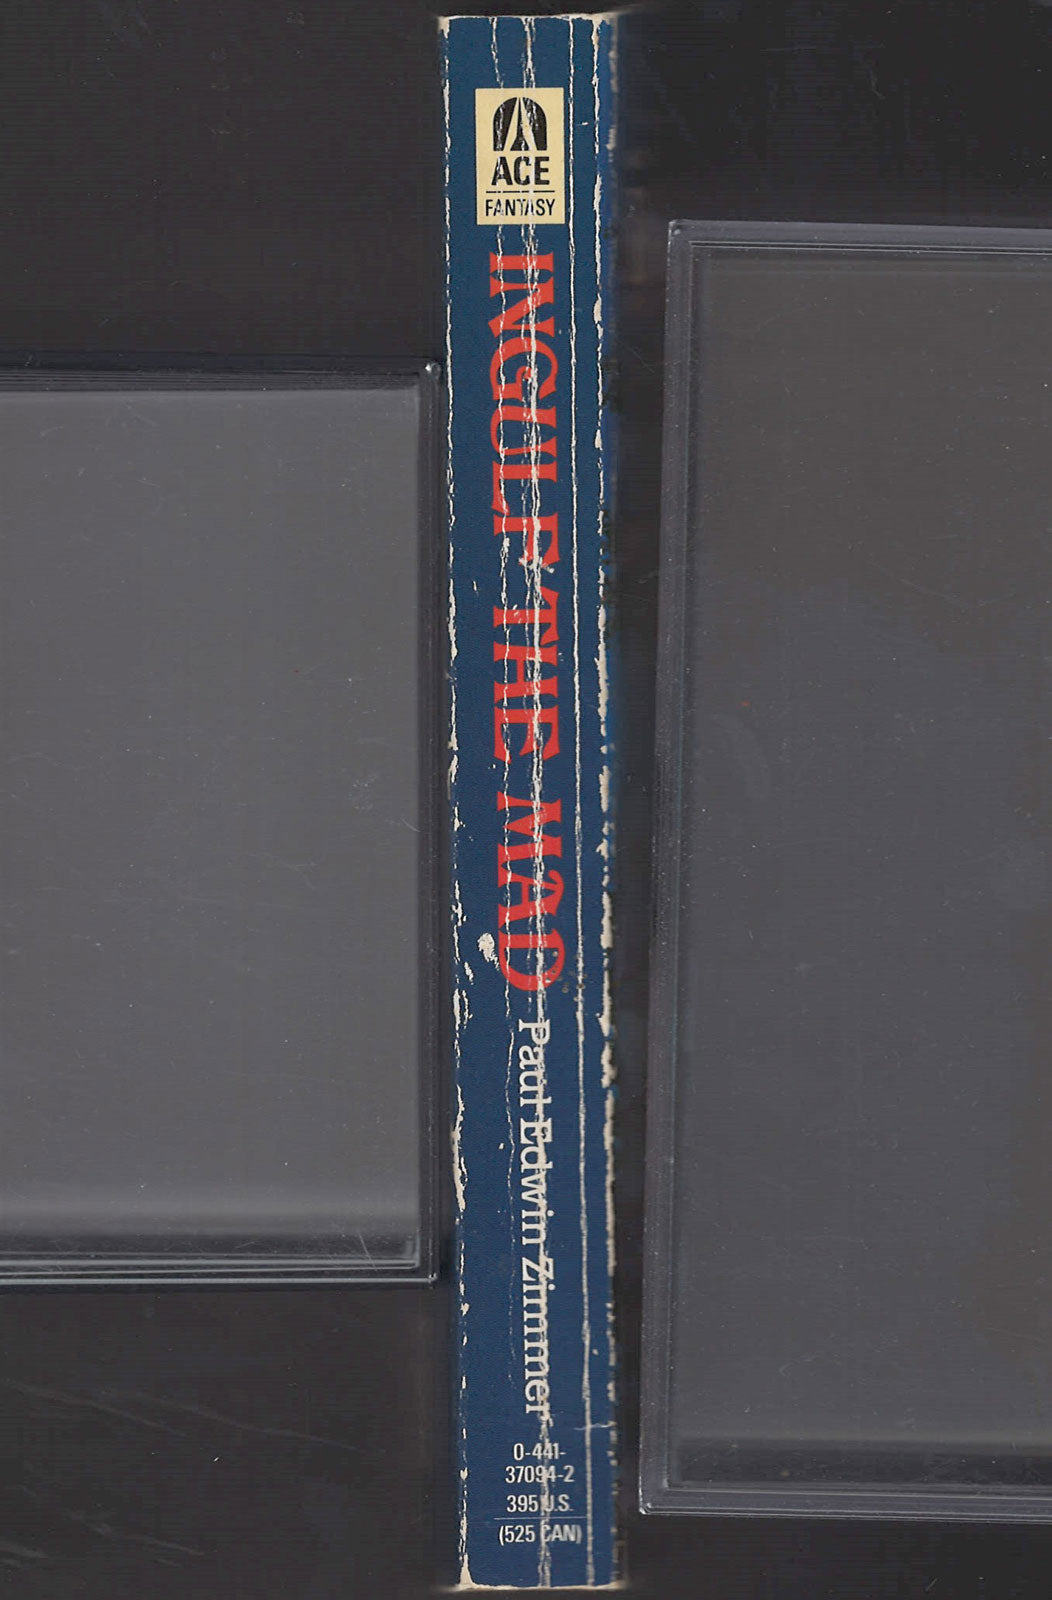 ACE
FANTASY
INGULF THE MAD
Paul Edwin Zimmer
0-441-
37094-2
395 U.S.
(525 CAN)